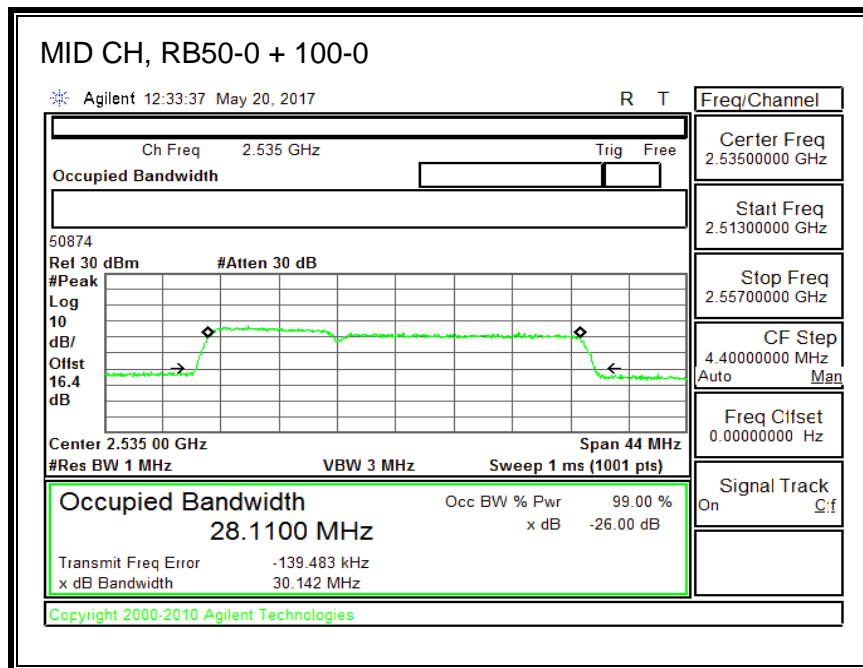 MID CH, RB50-0 + 100-0
Agilent 12:33:37 May 20, 2017 R T
Freq/Channel
Ch Freq 2.535 GHz Trig Free
Occupied Bandwidth
Center Freq
2.53500000 GHz
Start Freq
2.51300000 GHz
Stop Freq
2.55700000 GHz
CF Step
4.40000000 MHz
Auto Man
Freq Offset
0.00000000 Hz
Signal Track
On Off
50874
Ref 30 dBm #Atten 30 dB
#Peak
Log
10
dB/
Offst
16.4
dB
Center 2.535 00 GHz Span 44 MHz
#Res BW 1 MHz VBW 3 MHz Sweep 1 ms (1001 pts)
Occupied Bandwidth
28.1100 MHz
Occ BW % Pwr 99.00 %
x dB -26.00 dB
Transmit Freq Error -139.483 kHz
x dB Bandwidth 30.142 MHz
Copyright 2000-2010 Agilent Technologies